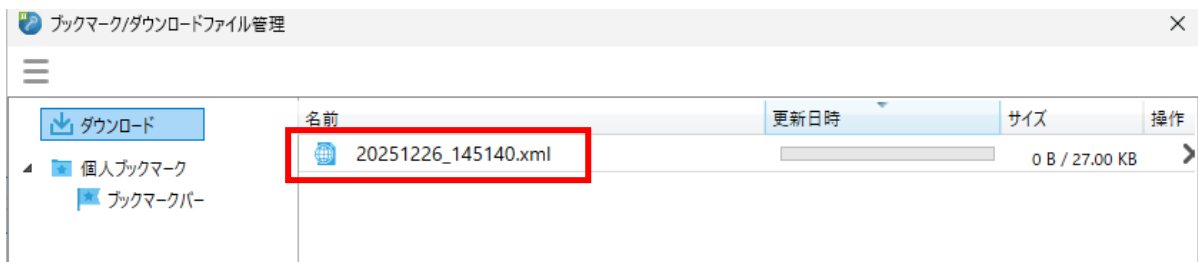 ブックマーク/ダウンロードファイル管理
ダウンロード
個人ブックマーク
ブックマークバー
名前 更新日時 サイズ 操作
20251226_145140.xml 0 B / 27.00 KB